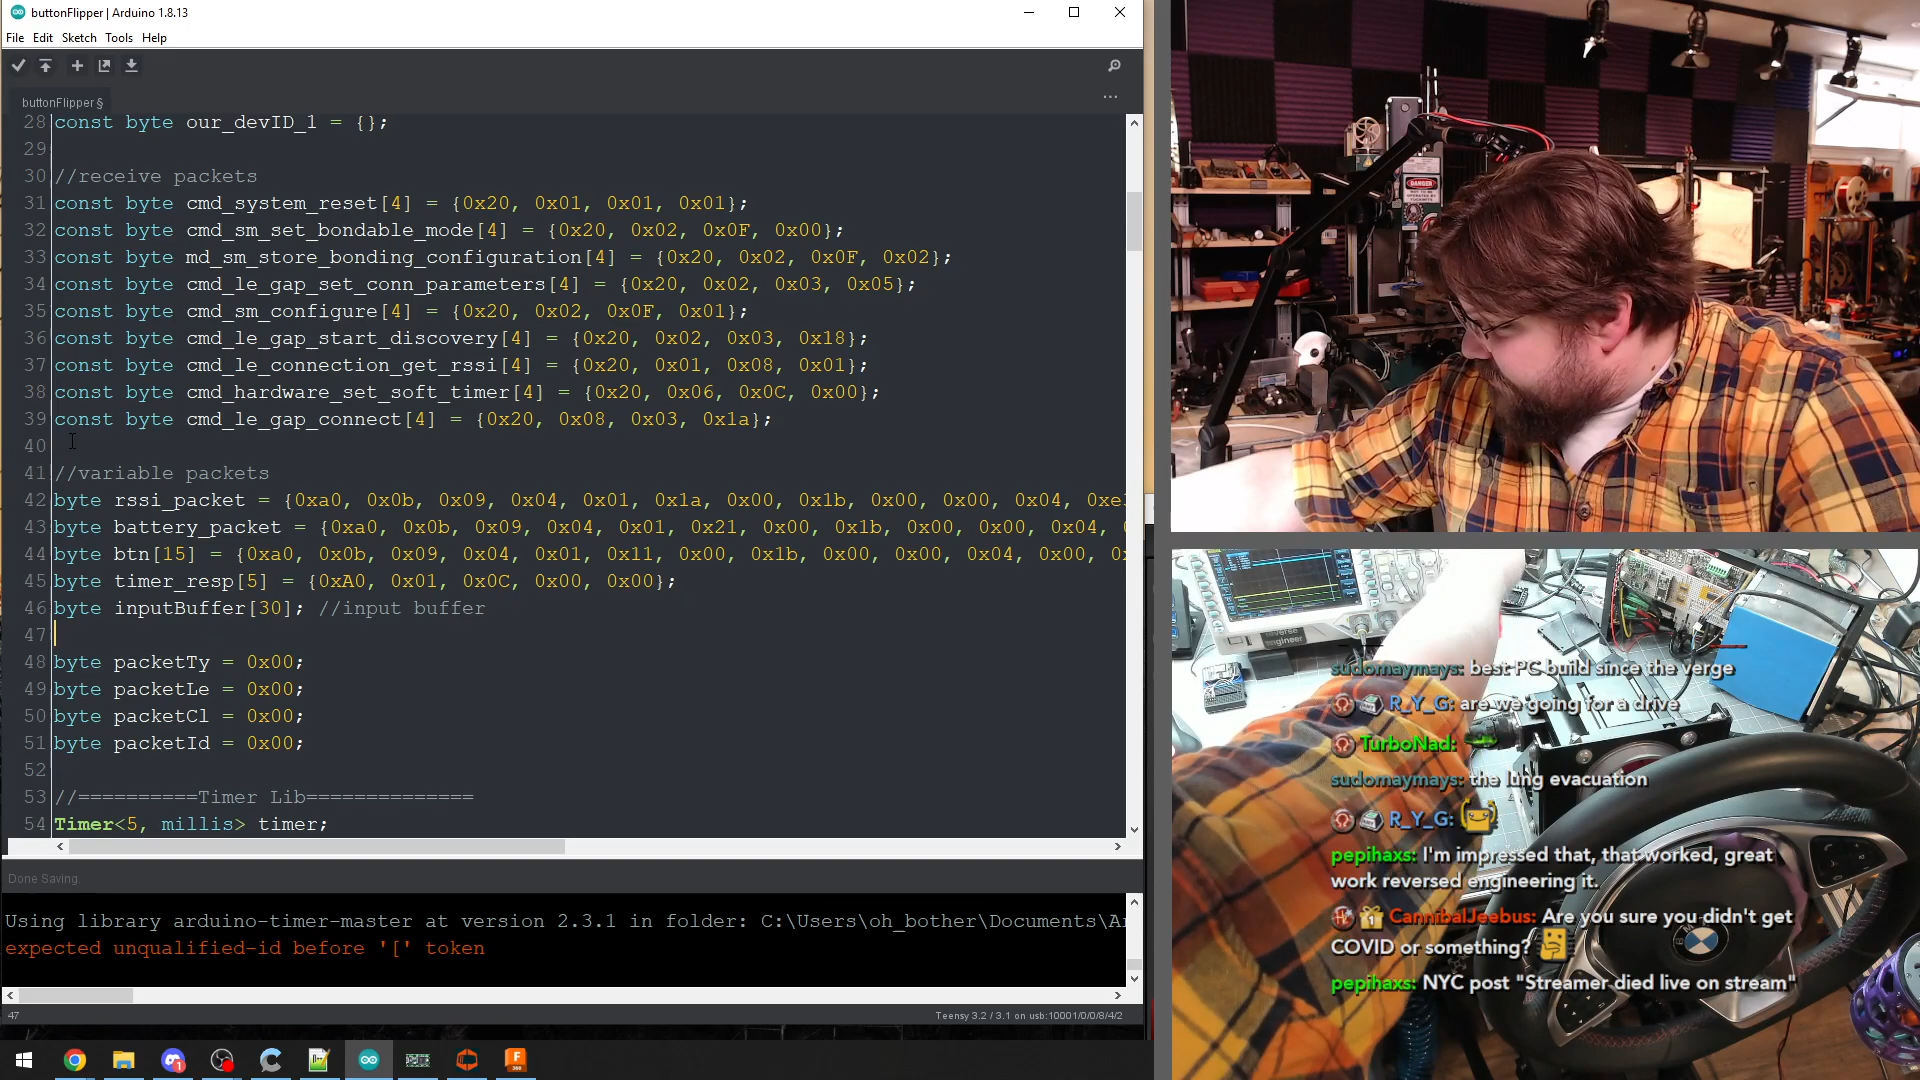 buttonFlipper | Arduino 1.8.13
File Edit Sketch Tools Help
buttonFlipper §
28 const byte our_devID_1 = {};
29
30 //receive packets
31 const byte cmd_system_reset[4] = {0x20, 0x01, 0x01, 0x01};
32 const byte cmd_sm_set_bondable_mode[4] = {0x20, 0x02, 0x0F, 0x00};
33 const byte md_sm_store_bonding_configuration[4] = {0x20, 0x02, 0x0F, 0x02};
34 const byte cmd_le_gap_set_conn_parameters[4] = {0x20, 0x02, 0x03, 0x05};
35 const byte cmd_sm_configure[4] = {0x20, 0x02, 0x0F, 0x01};
36 const byte cmd_le_gap_start_discovery[4] = {0x20, 0x02, 0x03, 0x18};
37 const byte cmd_le_connection_get_rssi[4] = {0x20, 0x01, 0x08, 0x01};
38 const byte cmd_hardware_set_soft_timer[4] = {0x20, 0x06, 0x0C, 0x00};
39 const byte cmd_le_gap_connect[4] = {0x20, 0x08, 0x03, 0x1a};
40
41 //variable packets
42 byte rssi_packet = {0xa0, 0x0b, 0x09, 0x04, 0x01, 0x1a, 0x00, 0x1b, 0x00, 0x00, 0x04, 0xe
43 byte battery_packet = {0xa0, 0x0b, 0x09, 0x04, 0x01, 0x21, 0x00, 0x1b, 0x00, 0x00, 0x04,
44 byte btn[15] = {0xa0, 0x0b, 0x09, 0x04, 0x01, 0x11, 0x00, 0x1b, 0x00, 0x00, 0x04, 0x00, 0x
45 byte timer_resp[5] = {0xA0, 0x01, 0x0C, 0x00, 0x00};
46 byte inputBuffer[30]; //input buffer
47
48 byte packetTy = 0x00;
49 byte packetLe = 0x00;
50 byte packetCl = 0x00;
51 byte packetId = 0x00;
52
53 //==========Timer Lib==============
54 Timer<5, millis> timer;
Done Saving.
Using library arduino-timer-master at version 2.3.1 in folder: C:\Users\oh_bother\Documents\A
expected unqualified-id before '[' token
47
Teensy 3.2 / 3.1 on usb:10001/0/0/8/4/2
DANGER
reverse engineer
sudomaymays: best PC build since the verge
R_Y_G: are we going for a drive
TurboNad:
sudomaymays: the lung evacuation
R_Y_G:
pepihaxs: I'm impressed that, that worked, great
work reversed engineering it.
CannibalJeebus: Are you sure you didn't get
COVID or something?
pepihaxs: NYC post "Streamer died live on stream"